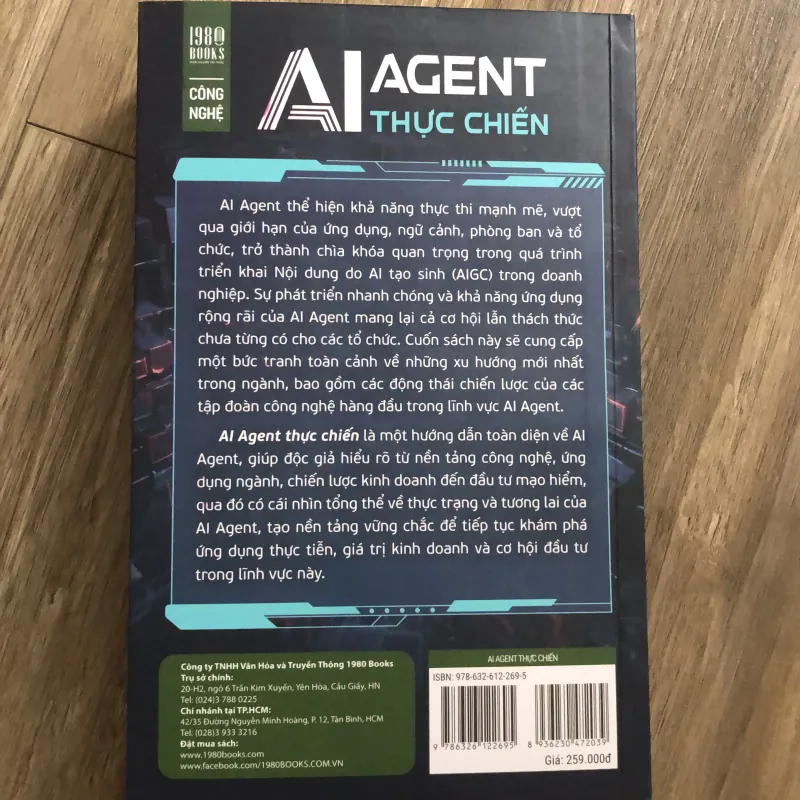 1980
BOOKS
CÔNG
NGHỆ
AI AGENT
THỰC CHIẾN
AI Agent thể hiện khả năng thực thi mạnh mẽ, vượt
qua giới hạn của ứng dụng, ngữ cảnh, phòng ban và tổ
chức, trở thành chìa khóa quan trọng trong quá trình
triển khai Nội dung do AI tạo sinh (AIGC) trong doanh
nghiệp. Sự phát triển nhanh chóng và khả năng ứng dụng
rộng rãi của AI Agent mang lại cả cơ hội lẫn thách thức
chưa từng có cho các tổ chức. Cuốn sách này sẽ cung cấp
một bức tranh toàn cảnh về những xu hướng mới nhất
trong ngành, bao gồm các động thái chiến lược của các
tập đoàn công nghệ hàng đầu trong lĩnh vực AI Agent.
AI Agent thực chiến là một hướng dẫn toàn diện về AI
Agent, giúp độc giả hiểu rõ từ nền tảng công nghệ, ứng
dụng ngành, chiến lược kinh doanh đến đầu tư mạo hiểm,
qua đó có cái nhìn tổng thể về thực trạng và tương lai của
AI Agent, tạo nền tảng vững chắc để tiếp tục khám phá
ứng dụng thực tiễn, giá trị kinh doanh và cơ hội đầu tư
trong lĩnh vực này.
Công ty TNHH Văn Hóa và Truyền Thông 1980 Books
Trụ sở chính:
20-H2, ngõ 6 Trần Kim Xuyến, Yên Hòa, Cầu Giấy, HN
Tel: (024)3 788 0225
Chi nhánh tại TP.HCM:
42/35 Đường Nguyễn Minh Hoàng, P. 12, Tân Bình, HCM
Tel: (028)3 933 3216
Đặt mua sách:
www.1980books.com
www.facebook.com/1980BOOKS.COM.VN
AI AGENT THỰC CHIẾN
ISBN: 978-632-612-269-5
9 786326 122695
8 936230 472039
Giá: 259.000đ